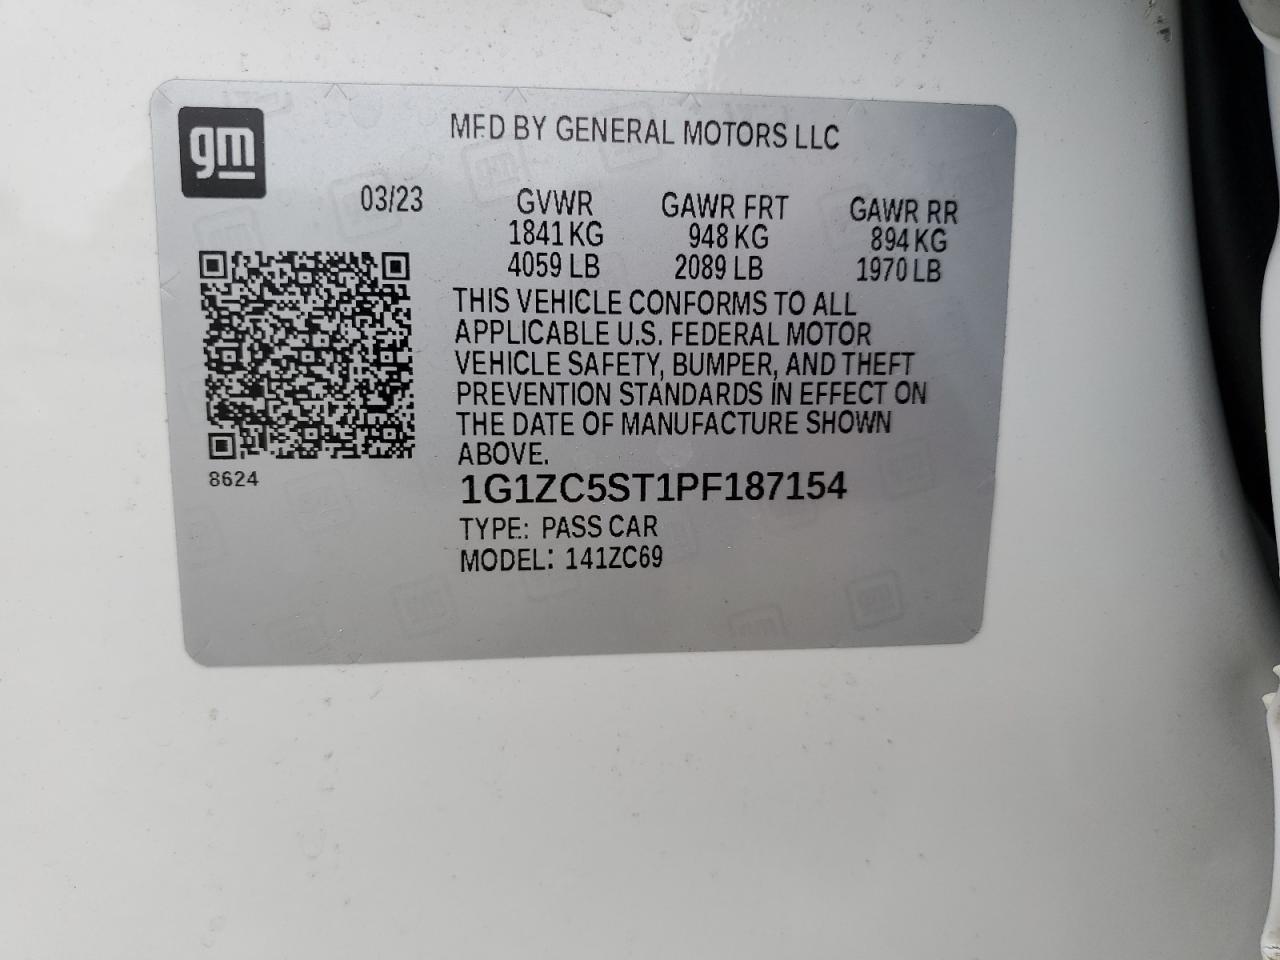 gm
MFD BY GENERAL MOTORS LLC
03/23
GVWR GAWR FRT GAWR RR
1841 KG 948 KG 894 KG
4059 LB 2089 LB 1970 LB
THIS VEHICLE CONFORMS TO ALL
APPLICABLE U.S. FEDERAL MOTOR
VEHICLE SAFETY, BUMPER, AND THEFT
PREVENTION STANDARDS IN EFFECT ON
THE DATE OF MANUFACTURE SHOWN
ABOVE.
8624
1G1ZC5ST1PF187154
TYPE: PASS CAR
MODEL: 141ZC69